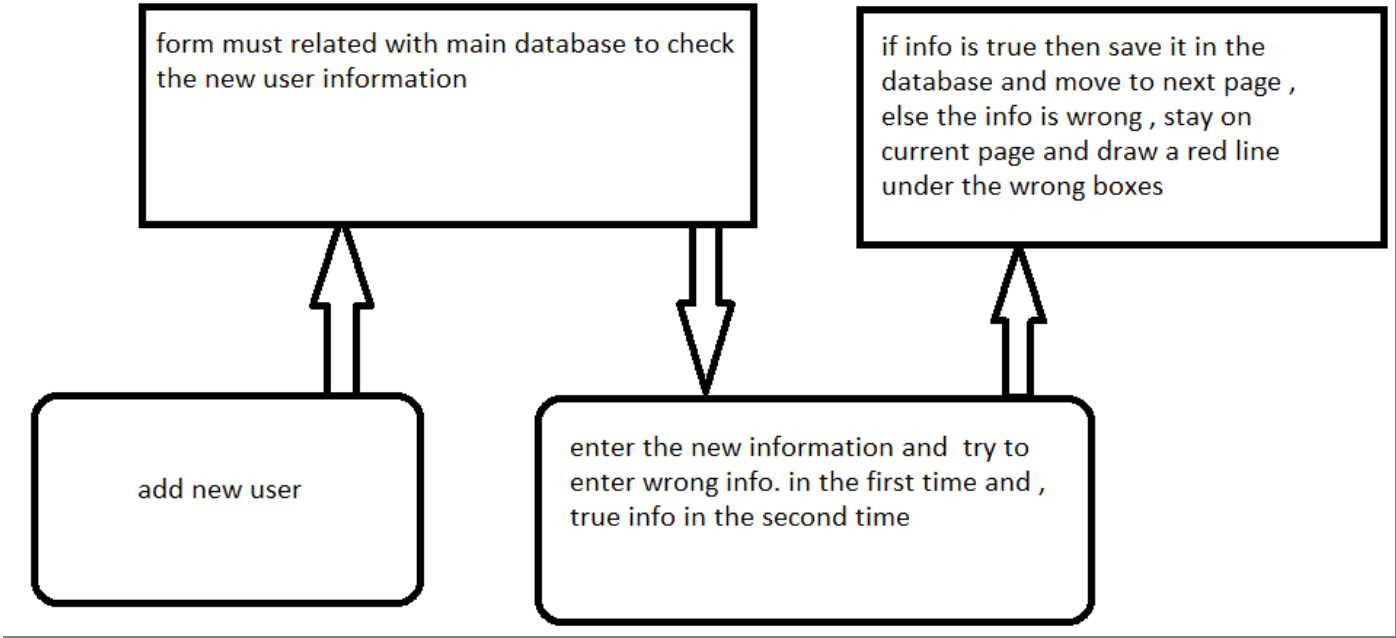 form must related with main database to check
the new user information
if info is true then save it in the
database and move to next page ,
else the info is wrong , stay on
current page and draw a red line
under the wrong boxes
add new user
enter the new information and  try to
enter wrong info. in the first time and ,
true info in the second time